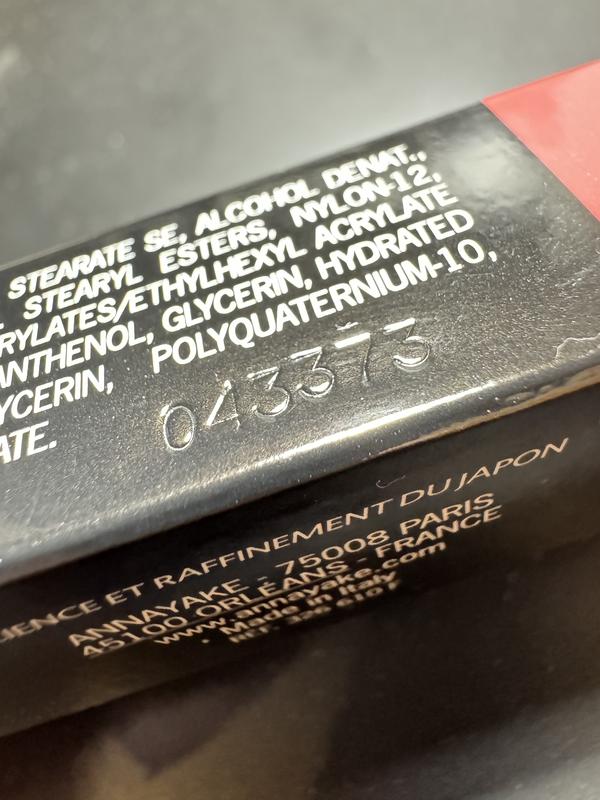 STEARATE SE, ALCOHOL DENAT.,
STEARYL ESTERS, NYLON-12,
RYLATES/ETHYLHEXYL ACRYLATE
ANTHENOL, GLYCERIN, HYDRATED
YCERIN, POLYQUATERNIUM-10,
ATE.
043373
IENCE ET RAFFINEMENT DU JAPON
ANNAYAKE - 75008 PARIS
45100 ORLEANS - FRANCE
www.annayake.com
Made in Italy